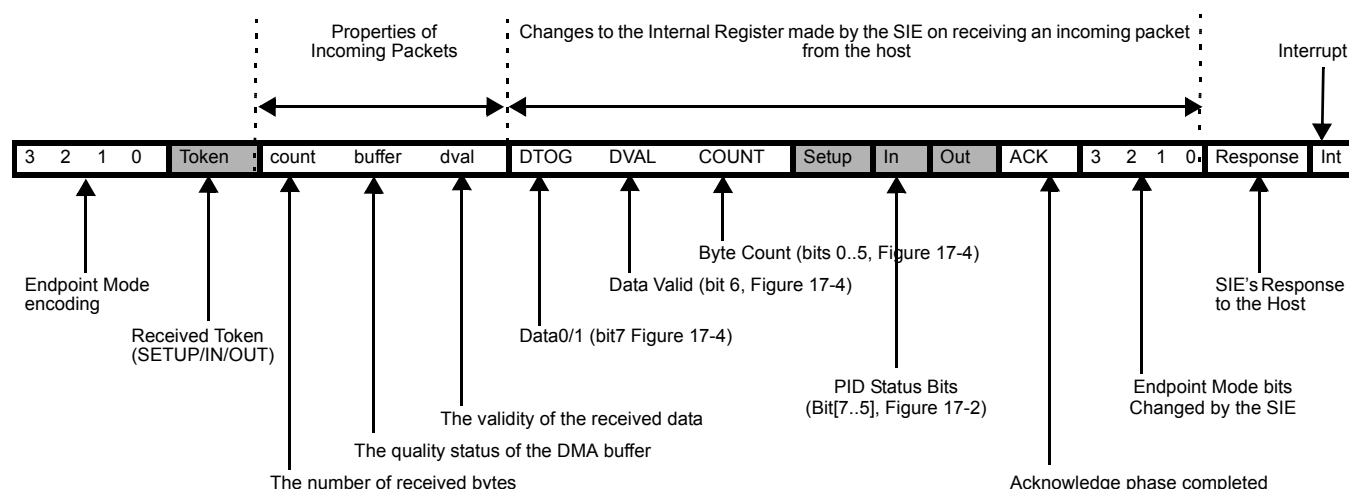 Properties of
Incoming Packets
Changes to the Internal Register made by the SIE on receiving an incoming packet
from the host
Interrupt
3 2 1 0 Token count buffer dval DTOG DVAL COUNT Setup In Out ACK 3 2 1 0 Response Int
Byte Count (bits 0..5, Figure 17-4)
Endpoint Mode
encoding
Data Valid (bit 6, Figure 17-4)
SIE's Response
to the Host
Received Token
(SETUP/IN/OUT)
Data0/1 (bit7 Figure 17-4)
PID Status Bits
(Bit[7..5], Figure 17-2)
Endpoint Mode bits
Changed by the SIE
The validity of the received data
The quality status of the DMA buffer
The number of received bytes
Acknowledge phase completed